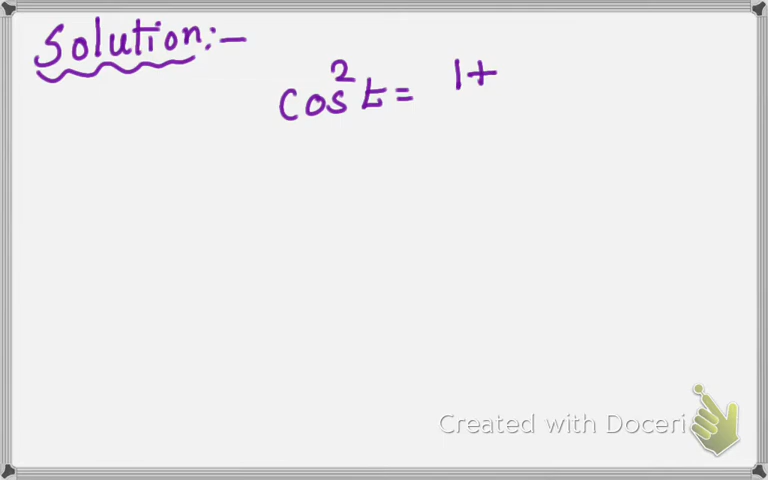 Solution:-
cos²t = 1+
Created with Doceri